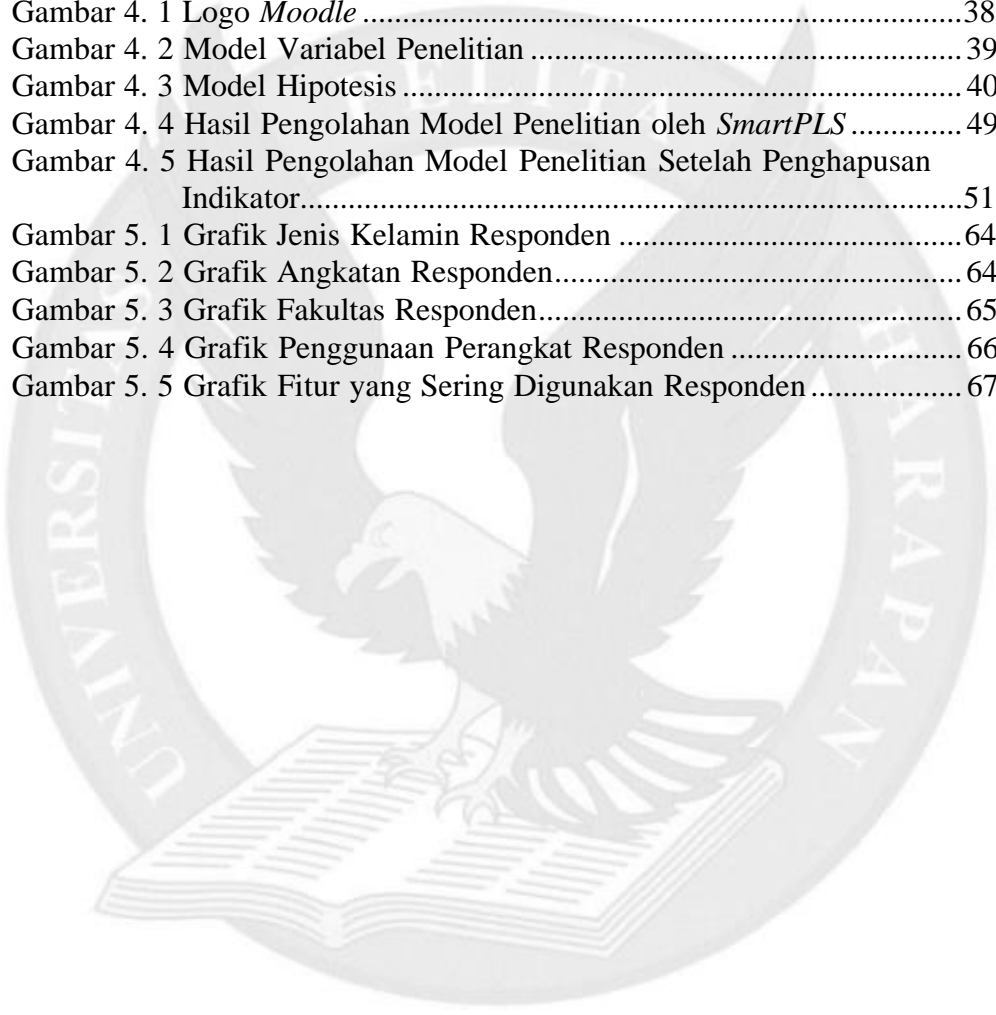 Gambar 4. 1 Logo Moodle ........................................................................... 38
Gambar 4. 2 Model Variabel Penelitian ...................................................... 39
Gambar 4. 3 Model Hipotesis ...................................................................... 40
Gambar 4. 4 Hasil Pengolahan Model Penelitian oleh SmartPLS .............. 49
Gambar 4. 5 Hasil Pengolahan Model Penelitian Setelah Penghapusan
Indikator................................................................................... 51
Gambar 5. 1 Grafik Jenis Kelamin Responden ........................................... 64
Gambar 5. 2 Grafik Angkatan Responden................................................... 64
Gambar 5. 3 Grafik Fakultas Responden..................................................... 65
Gambar 5. 4 Grafik Penggunaan Perangkat Responden ............................. 66
Gambar 5. 5 Grafik Fitur yang Sering Digunakan Responden ................... 67
UNIVERSITAS PELITA HARAPAN